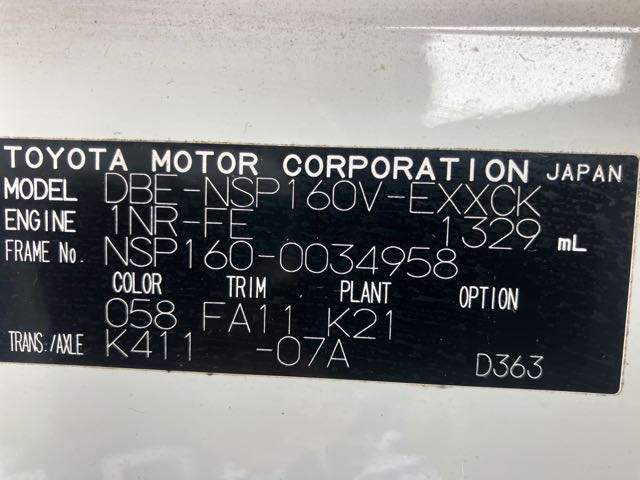 TOYOTA MOTOR CORPORATION JAPAN
MODEL DBE-NSP160V-EXXCK
ENGINE 1NR-FE 1329 mL
FRAME No. NSP160-0034958
COLOR TRIM PLANT OPTION
058 FA11 K21
TRANS./AXLE K411 -07A D363